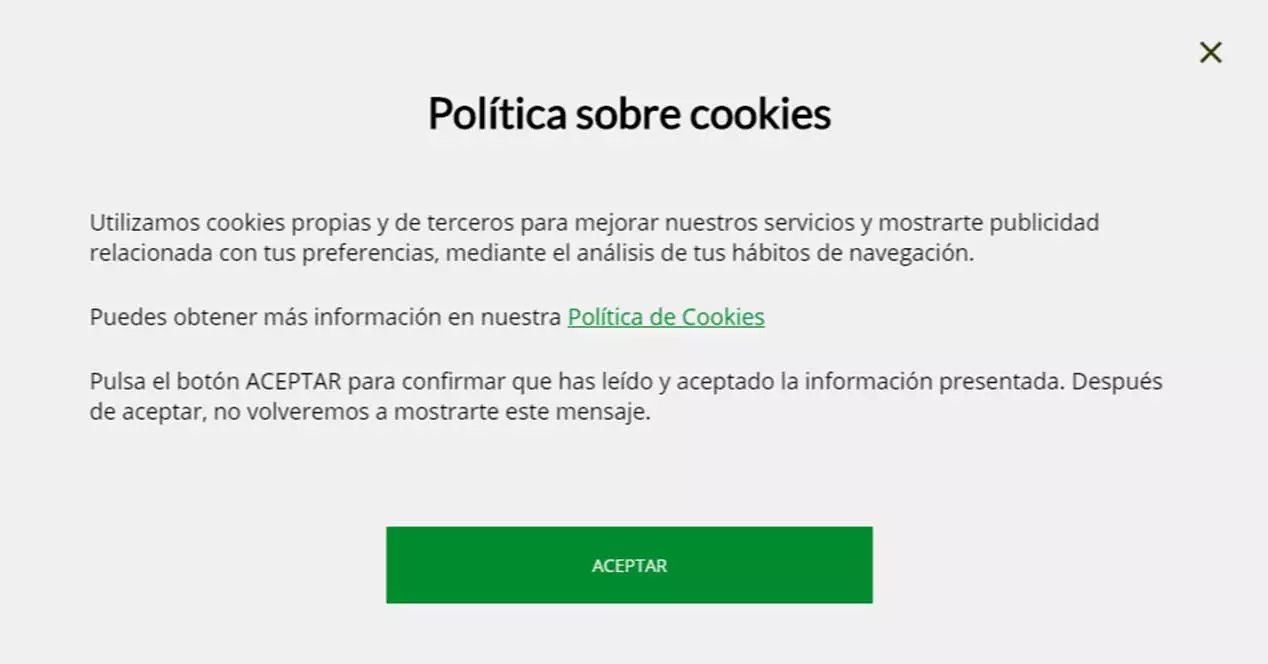 Política sobre cookies
Utilizamos cookies propias y de terceros para mejorar nuestros servicios y mostrarte publicidad
relacionada con tus preferencias, mediante el análisis de tus hábitos de navegación.
Puedes obtener más información en nuestra Política de Cookies
Pulsa el botón ACEPTAR para confirmar que has leído y aceptado la información presentada. Después
de aceptar, no volveremos a mostrarte este mensaje.
ACEPTAR